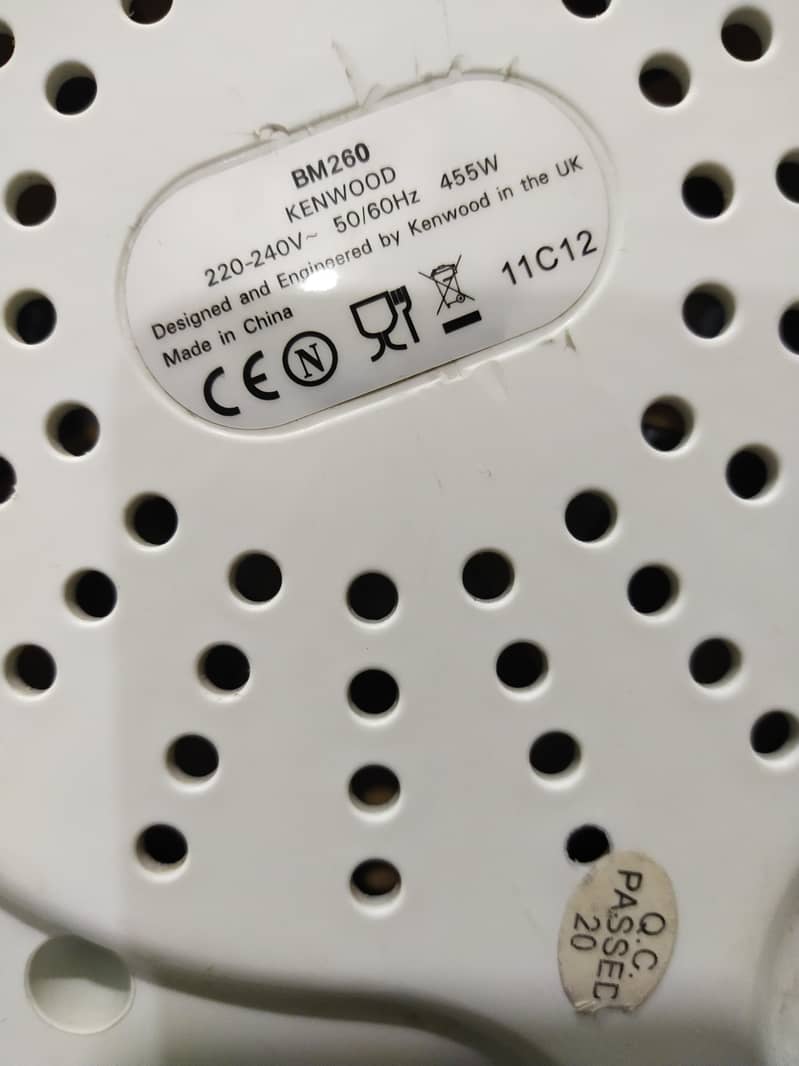 BM260
KENWOOD
220-240V~ 50/60Hz 455W
Designed and Engineered by Kenwood in the UK
Made in China
CE N 11C12
Q.C.
PASSED
20